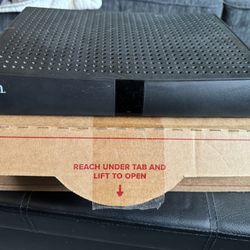 REACH UNDER TAB AND
LIFT TO OPEN